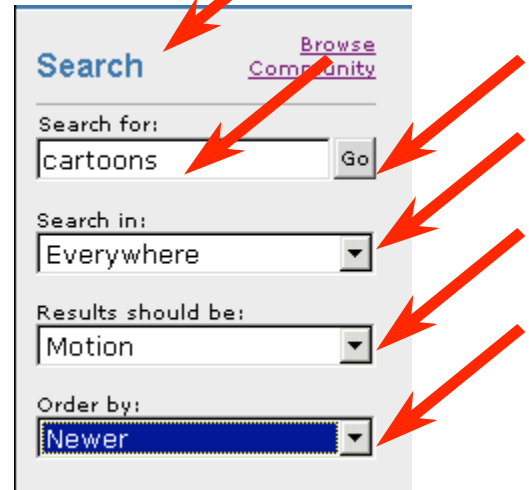 Browse
Search Community
Search for:
cartoons Go
Search in:
Everywhere
Results should be:
Motion
Order by:
Newer